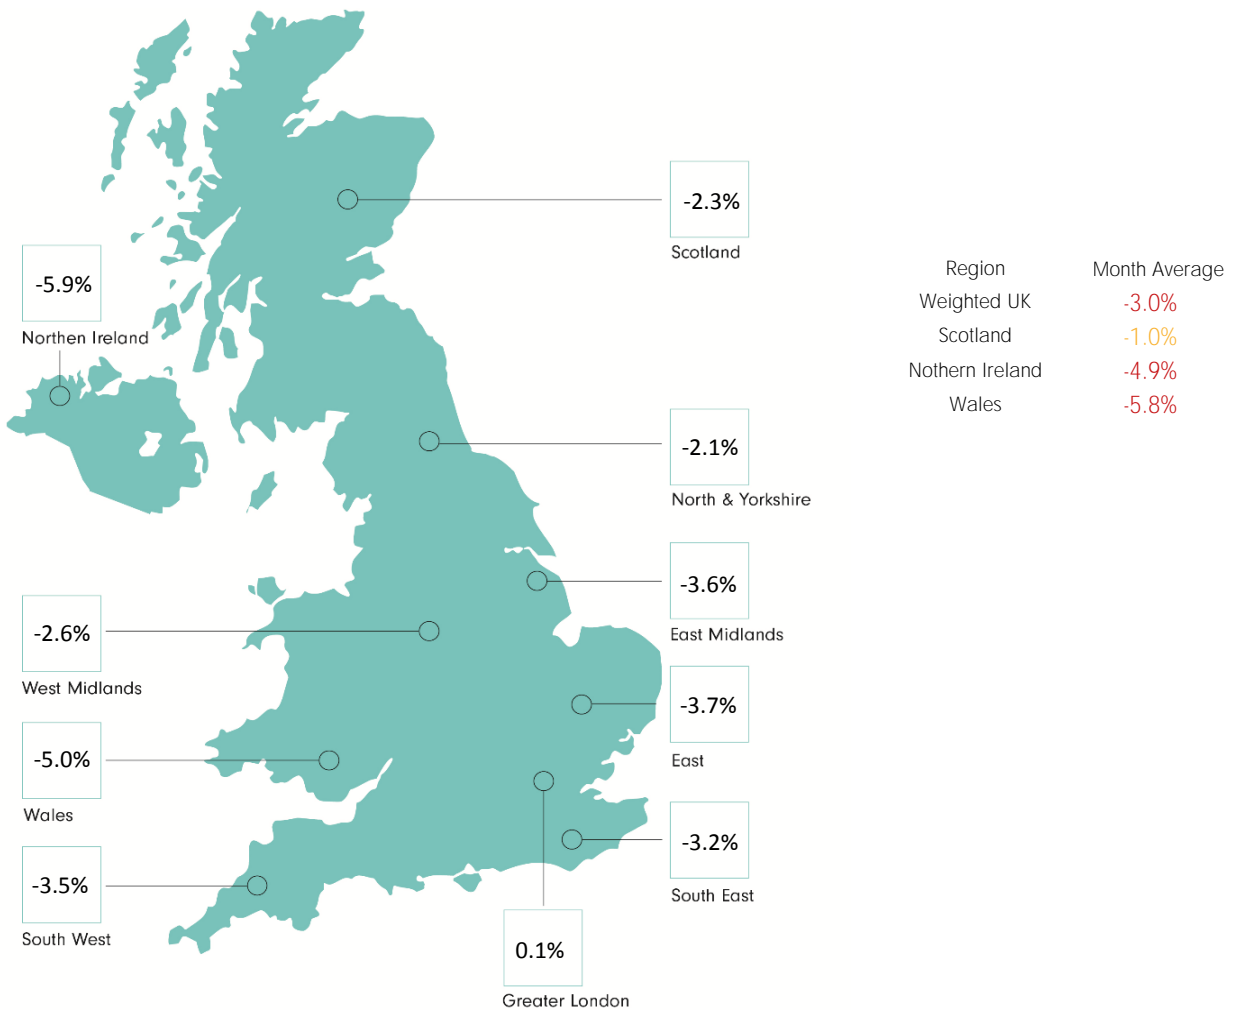 -2.3%
Scotland
-5.9%
Northen Ireland
-2.1%
North & Yorkshire
-3.6%
East Midlands
-2.6%
West Midlands
-3.7%
East
-5.0%
Wales
-3.2%
South East
-3.5%
South West
0.1%
Greater London
Region Month Average
Weighted UK -3.0%
Scotland -1.0%
Nothern Ireland -4.9%
Wales -5.8%